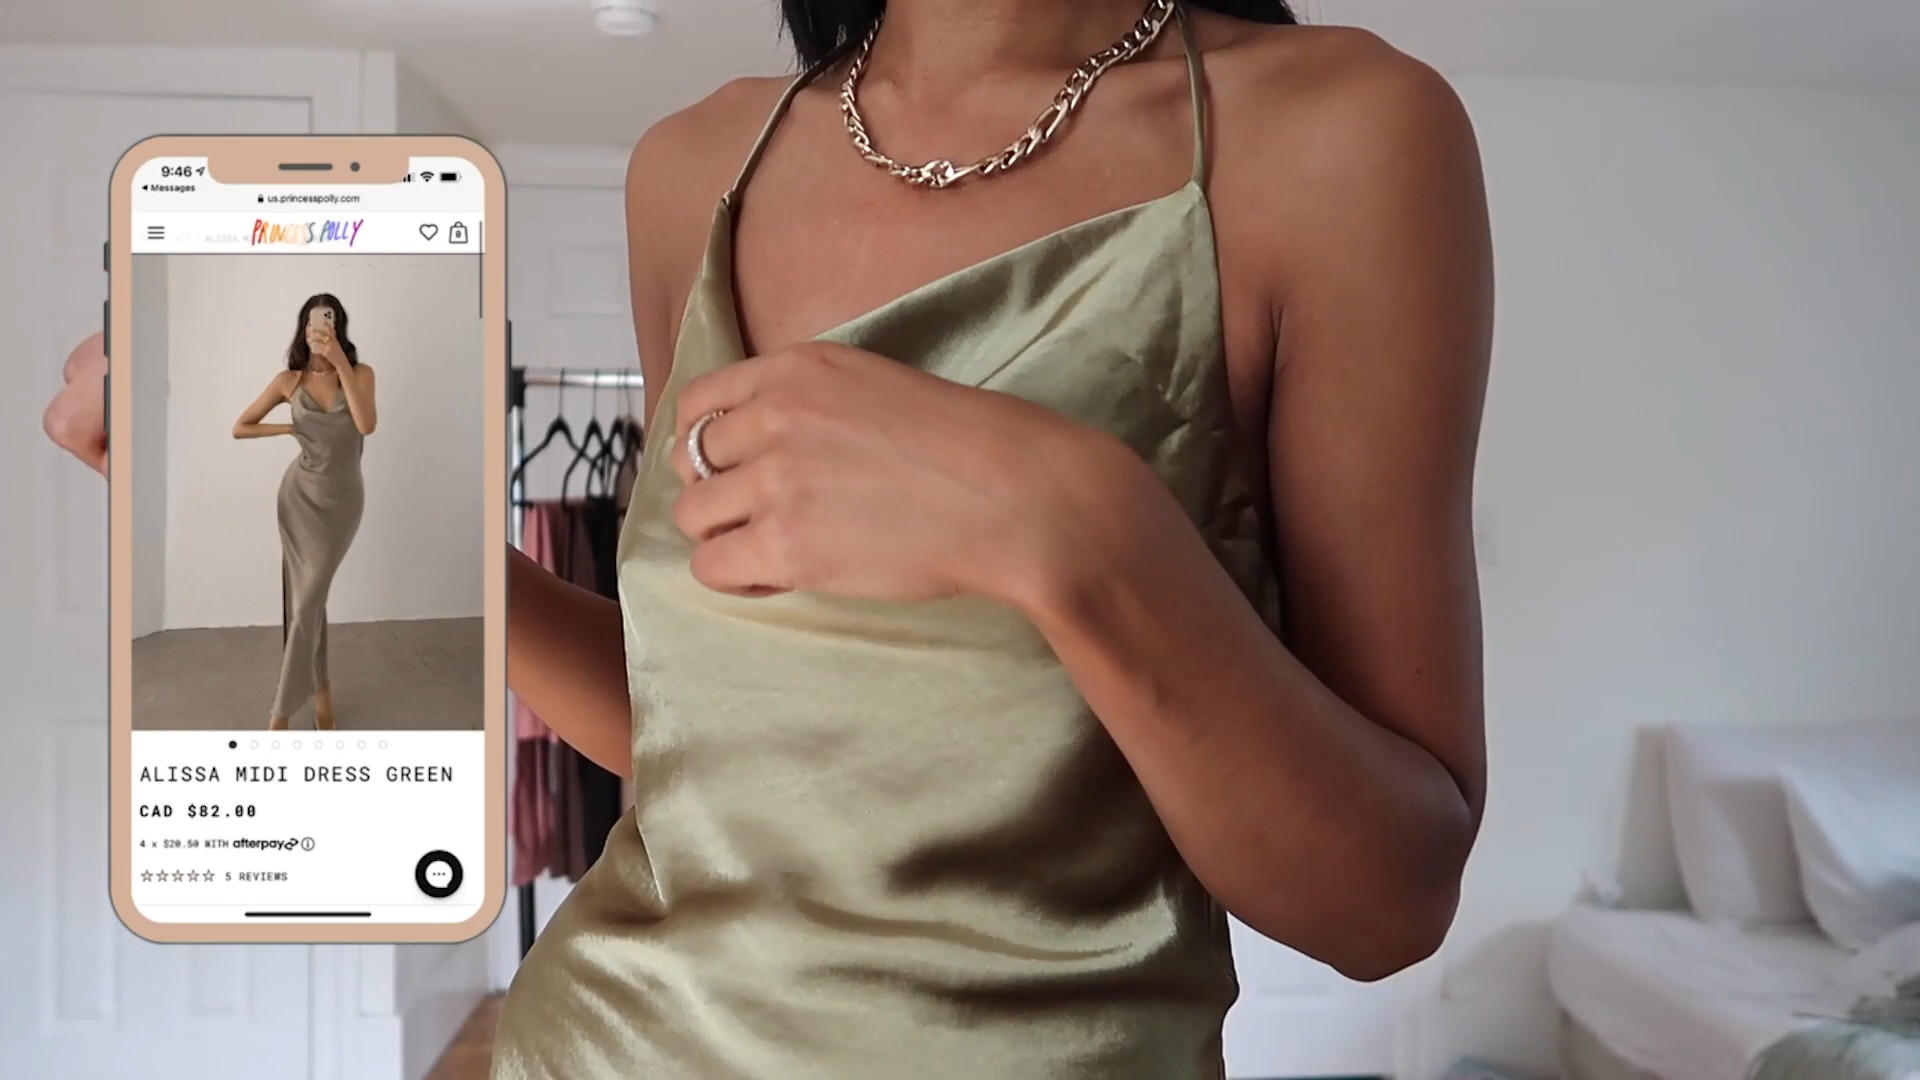 9:46
Messages
us.princesspolly.com
PRINCESS POLLY
0
ALISSA MIDI DRESS GREEN
CAD $82.00
4 x $20.50 WITH afterpay
5 REVIEWS